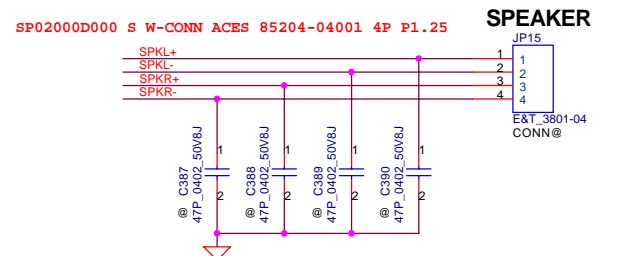 SPEAKER
SP02000D000 S W-CONN ACES 85204-04001 4P P1.25
JP15
SPKL+ 1 1
SPKL- 2 2
SPKR+ 3 3
SPKR- 4 4
E&T_3801-04
CONN@
@ C387 47P_0402_50V8J 1 2
@ C388 47P_0402_50V8J 1 2
@ C389 47P_0402_50V8J 1 2
@ C390 47P_0402_50V8J 1 2